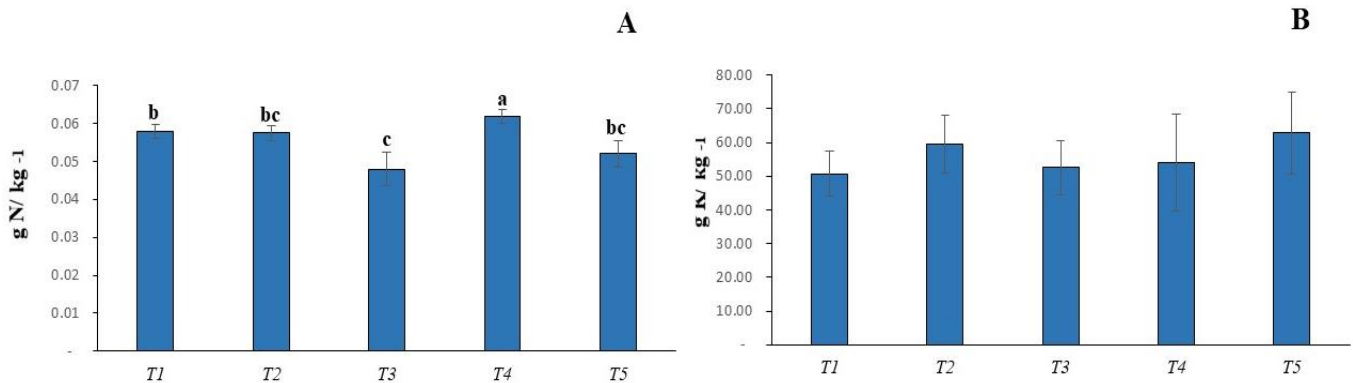 A
g N/ kg -1
0.07
0.06
0.05
0.04
0.03
0.02
0.01
-
b
bc
c
a
bc
T1 T2 T3 T4 T5
B
g K/ kg -1
80.00
70.00
60.00
50.00
40.00
30.00
20.00
10.00
-
T1 T2 T3 T4 T5